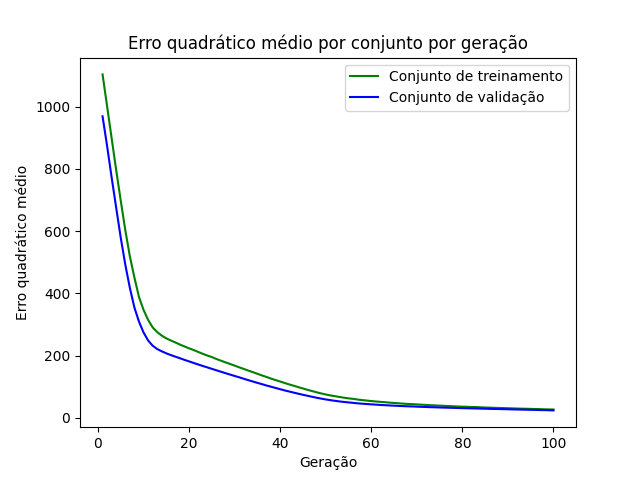 Erro quadrático médio por conjunto por geração
Conjunto de treinamento
Conjunto de validação
Erro quadrático médio
1000
800
600
400
200
0
0 20 40 60 80 100
Geração